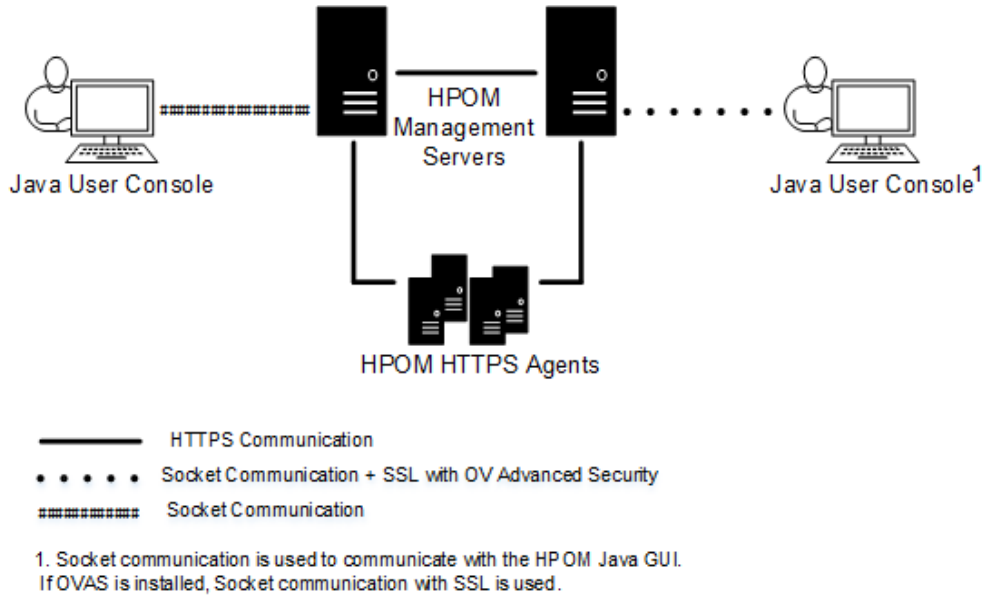 HPOM
Management
Servers
Java User Console
Java User Console1
HPOM HTTPS Agents
HTTPS Communication
Socket Communication + SSL with OV Advanced Security
Socket Communication
1. Socket communication is used to communicate with the HPOM Java GUI.
If OVAS is installed, Socket communication with SSL is used.